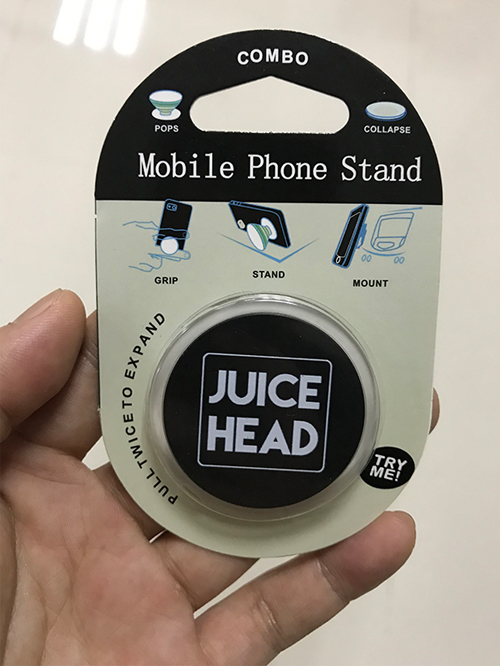 COMBO
POPS
COLLAPSE
Mobile Phone Stand
GRIP
STAND
MOUNT
PULL TWICE TO EXPAND
JUICE
HEAD
TRY
ME!